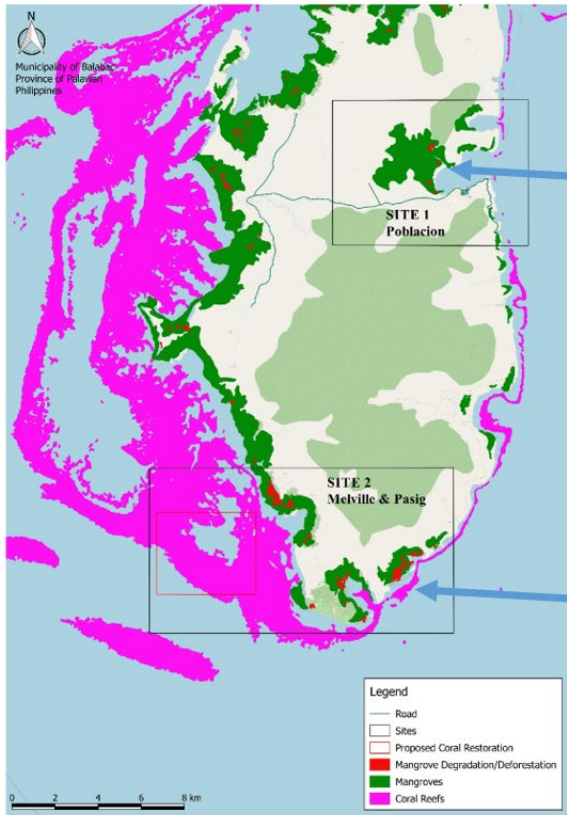 N
Municipality of Balabac
Province of Palawan
Philippines
SITE 1
Poblacion
SITE 2
Melville & Pasig
Legend
Road
Sites
Proposed Coral Restoration
Mangrove Degradation/Deforestation
Mangroves
Coral Reefs
0 2 4 6 8 km